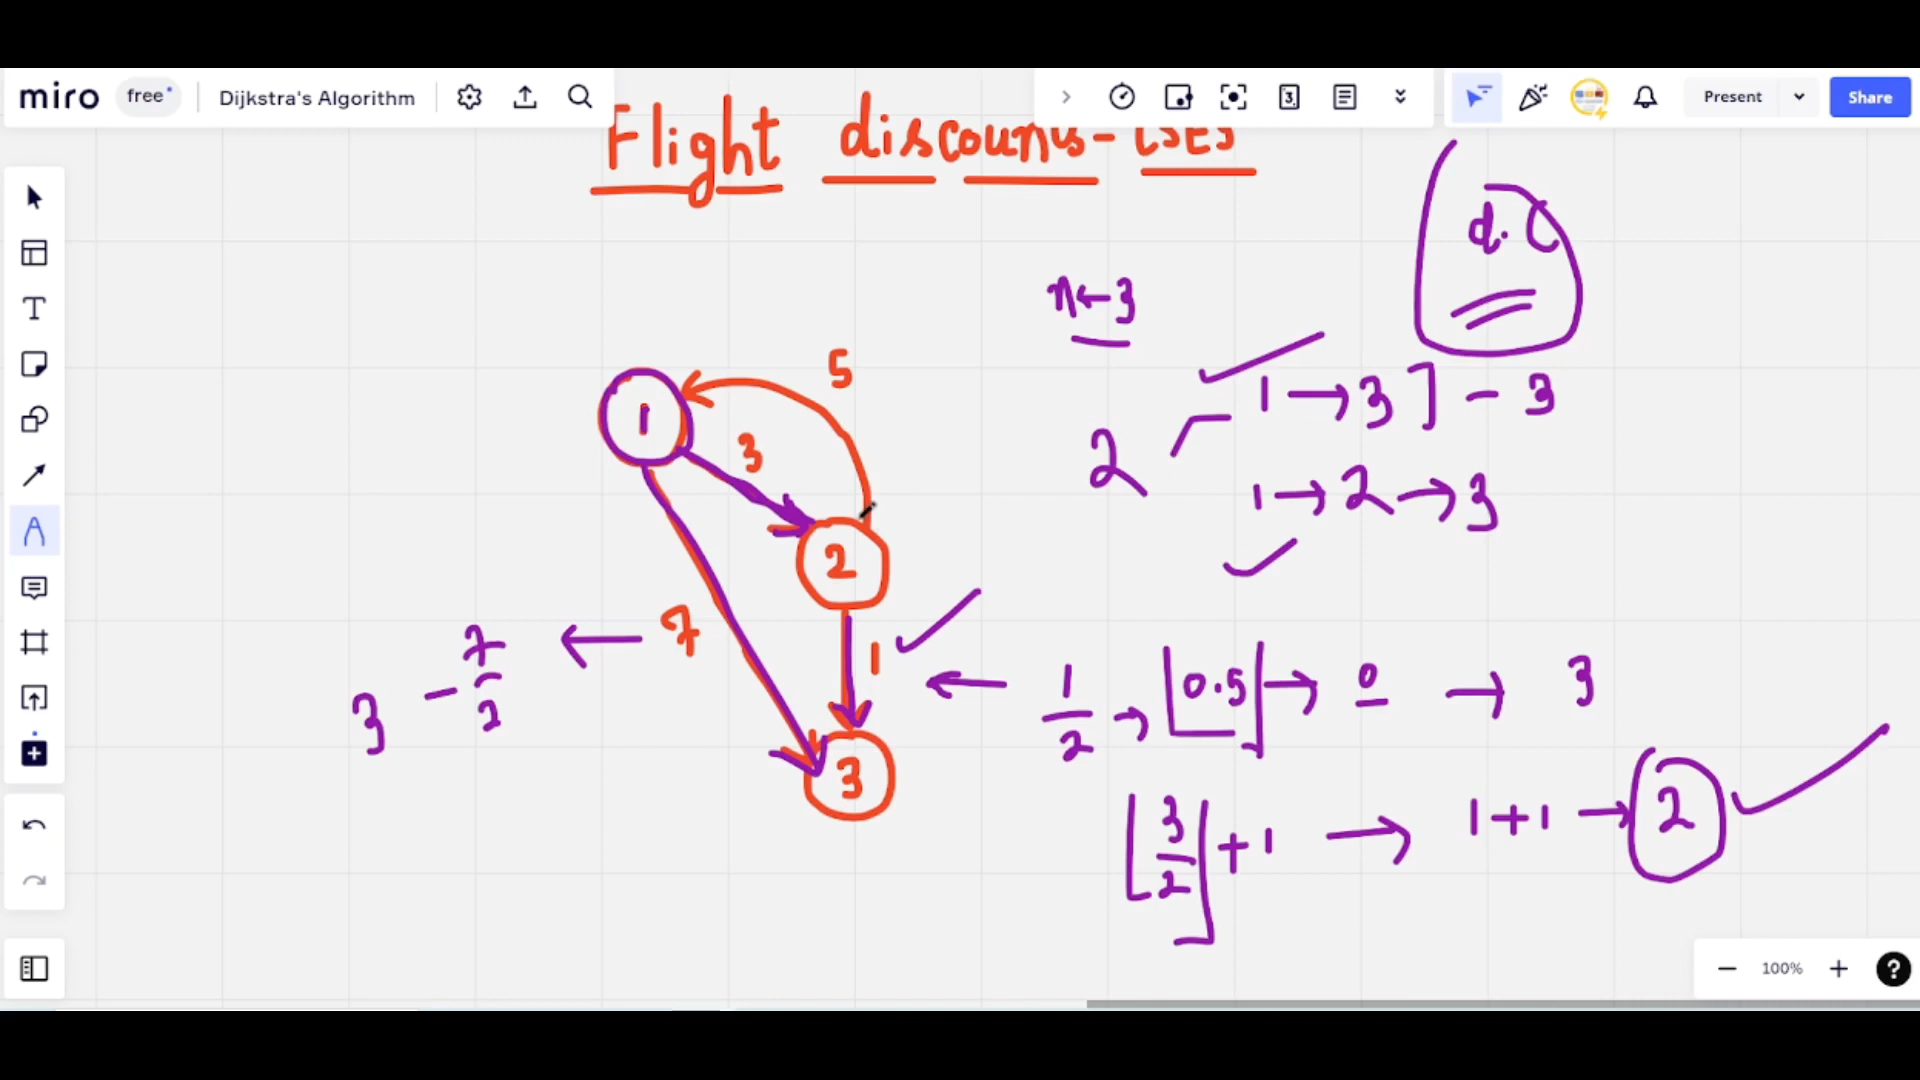 miro free Dijkstra's Algorithm 3 Present Share
Flight discounts - CSES
d.C
n←3
5
1 → 3 ] - 3
1
3
2
1 → 2 → 3
2
7
1
3 - 7/2 ←
← 1/2 → ⌊0.5⌋ → 0 → 3
3
⌊3/2⌋ + 1 → 1+1 → 2
100% ?